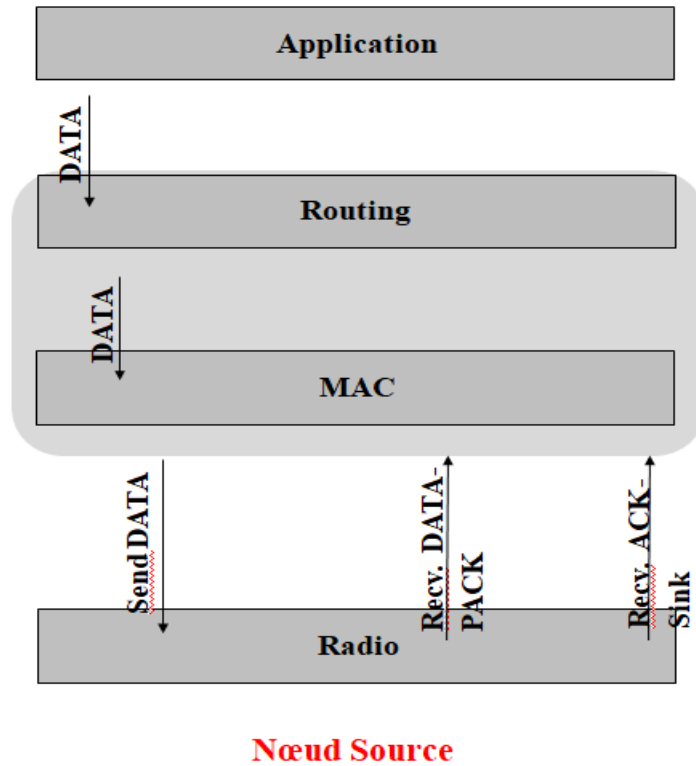 Application
DATA
Routing
DATA
MAC
Send DATA
Recv. DATA-
PACK
Recv. ACK-
Sink
Radio
Nœud Source